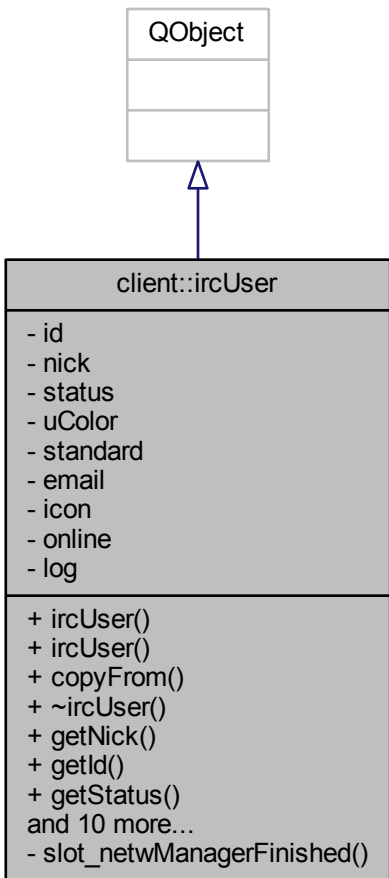 QObject
client::ircUser
- id
- nick
- status
- uColor
- standard
- email
- icon
- online
- log
+ ircUser()
+ ircUser()
+ copyFrom()
+ ~ircUser()
+ getNick()
+ getId()
+ getStatus()
and 10 more...
- slot_netwManagerFinished()